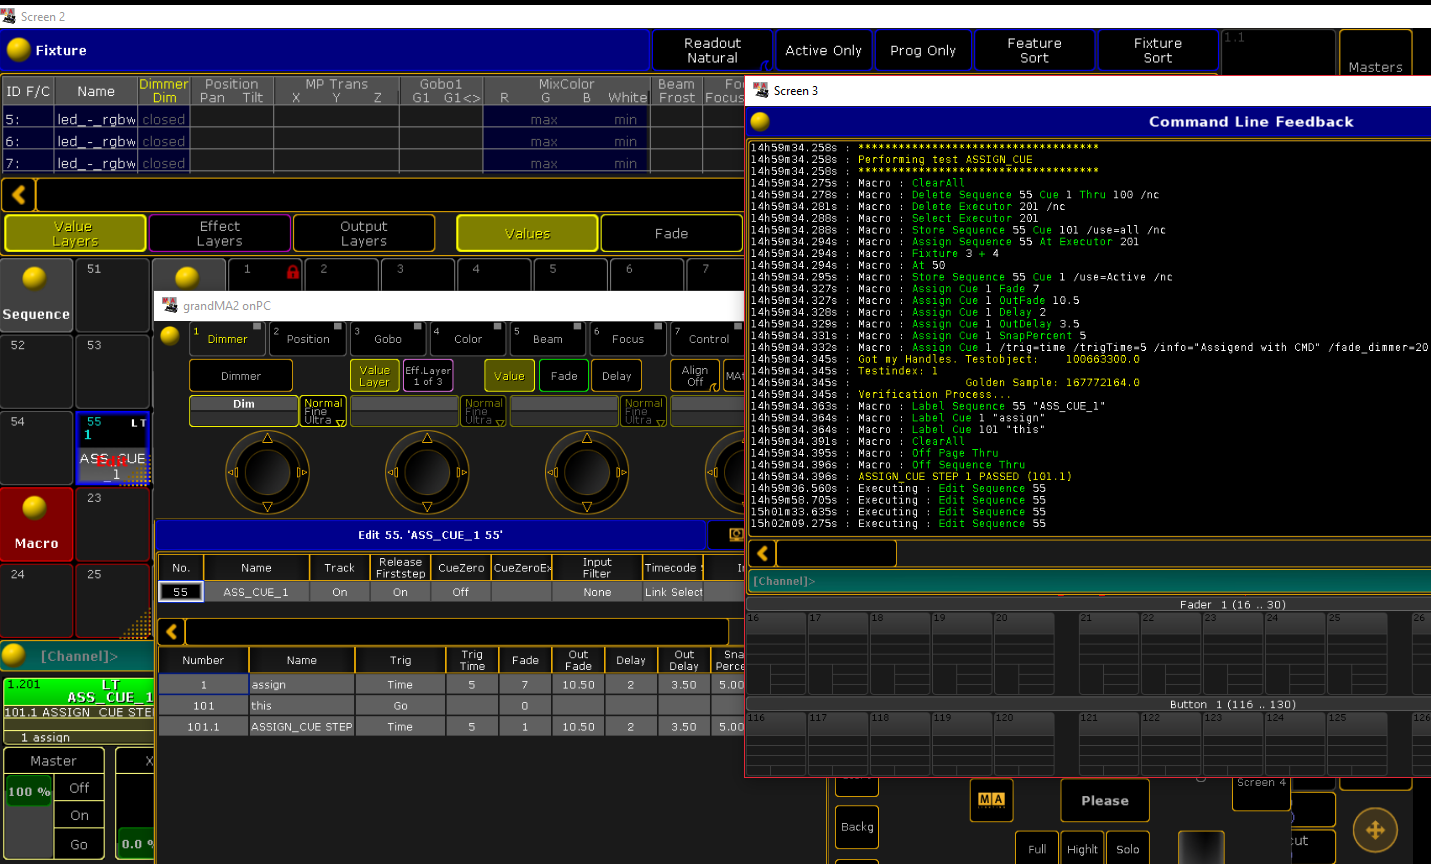 Screen 2
Fixture
Readout Natural
Active Only
Prog Only
Feature Sort
Fixture Sort
1.1
Masters
ID F/C Name Dimmer Position MP Trans Gobo1 MixColor Beam
Dim Pan Tilt X Y Z G1 G1<> R G B White Frost Focus
5: led_-_rgbw closed max min
6: led_-_rgbw closed max min
7: led_-_rgbw closed max min
Value Layers
Effect Layers
Output Layers
Values
Fade
Sequence
51
1 2 3 4 5 6 7
52 53
54
55 LT
1
ASS_CUE_1
Edit
Macro
23
24 25
[Channel]>
1.201 LT
ASS_CUE_1
101.1 ASSIGN_CUE STE
1 assign
Master X
100 % Off
On
Go
0.0 %
grandMA2 onPC
1 Dimmer
2 Position
3 Gobo
4 Color
5 Beam
6 Focus
7 Control
Dimmer
Value Layer
Eff.Layer 1 of 3
Value
Fade
Delay
Align Off
MA
Dim
Normal Fine Ultra
Normal Fine Ultra
Normal Fine Ultra
Edit 55. 'ASS_CUE_1 55'
No. Name Track Release Firststep CueZero CueZeroEx Input Filter Timecode
55 ASS_CUE_1 On On Off None Link Select
Number Name Trig Trig Time Fade Out Fade Delay Out Delay Sna Perce
1 assign Time 5 7 10.50 2 3.50 5.00
101 this Go 0
101.1 ASSIGN_CUE STEP Time 5 1 10.50 2 3.50 5.00
Screen 3
Command Line Feedback
14h59m34.258s : ************************************
14h59m34.258s : Performing test ASSIGN_CUE
14h59m34.258s : ************************************
14h59m34.275s : Macro : ClearAll
14h59m34.278s : Macro : Delete Sequence 55 Cue 1 Thru 100 /nc
14h59m34.281s : Macro : Delete Executor 201 /nc
14h59m34.288s : Macro : Select Executor 201
14h59m34.288s : Macro : Store Sequence 55 Cue 101 /use=all /nc
14h59m34.294s : Macro : Assign Sequence 55 At Executor 201
14h59m34.294s : Macro : Fixture 3 + 4
14h59m34.294s : Macro : At 50
14h59m34.295s : Macro : Store Sequence 55 Cue 1 /use=Active /nc
14h59m34.327s : Macro : Assign Cue 1 Fade 7
14h59m34.327s : Macro : Assign Cue 1 OutFade 10.5
14h59m34.328s : Macro : Assign Cue 1 Delay 2
14h59m34.329s : Macro : Assign Cue 1 OutDelay 3.5
14h59m34.331s : Macro : Assign Cue 1 SnapPercent 5
14h59m34.332s : Macro : Assign Cue 1 /trig=time /trigTime=5 /info="Assigend with CMD" /fade_dimmer=20
14h59m34.345s : Got my Handles. Testobject: 100663300.0
14h59m34.345s : Testindex: 1
14h59m34.345s : Golden Sample: 167772164.0
14h59m34.345s : Verification Process...
14h59m34.363s : Macro : Label Sequence 55 "ASS_CUE_1"
14h59m34.364s : Macro : Label Cue 1 "assign"
14h59m34.364s : Macro : Label Cue 101 "this"
14h59m34.391s : Macro : ClearAll
14h59m34.395s : Macro : Off Page Thru
14h59m34.396s : Macro : Off Sequence Thru
14h59m34.396s : ASSIGN_CUE STEP 1 PASSED (101.1)
14h59m36.560s : Executing : Edit Sequence 55
14h59m58.705s : Executing : Edit Sequence 55
15h01m33.635s : Executing : Edit Sequence 55
15h02m09.275s : Executing : Edit Sequence 55
[Channel]>
Fader 1 (16 .. 30)
16 17 18 19 20 21 22 23 24 25 26
Button 1 (116 .. 130)
116 117 118 119 120 121 122 123 124 125 126
Screen 4
Backg
MA
Please
Full Highlt Solo